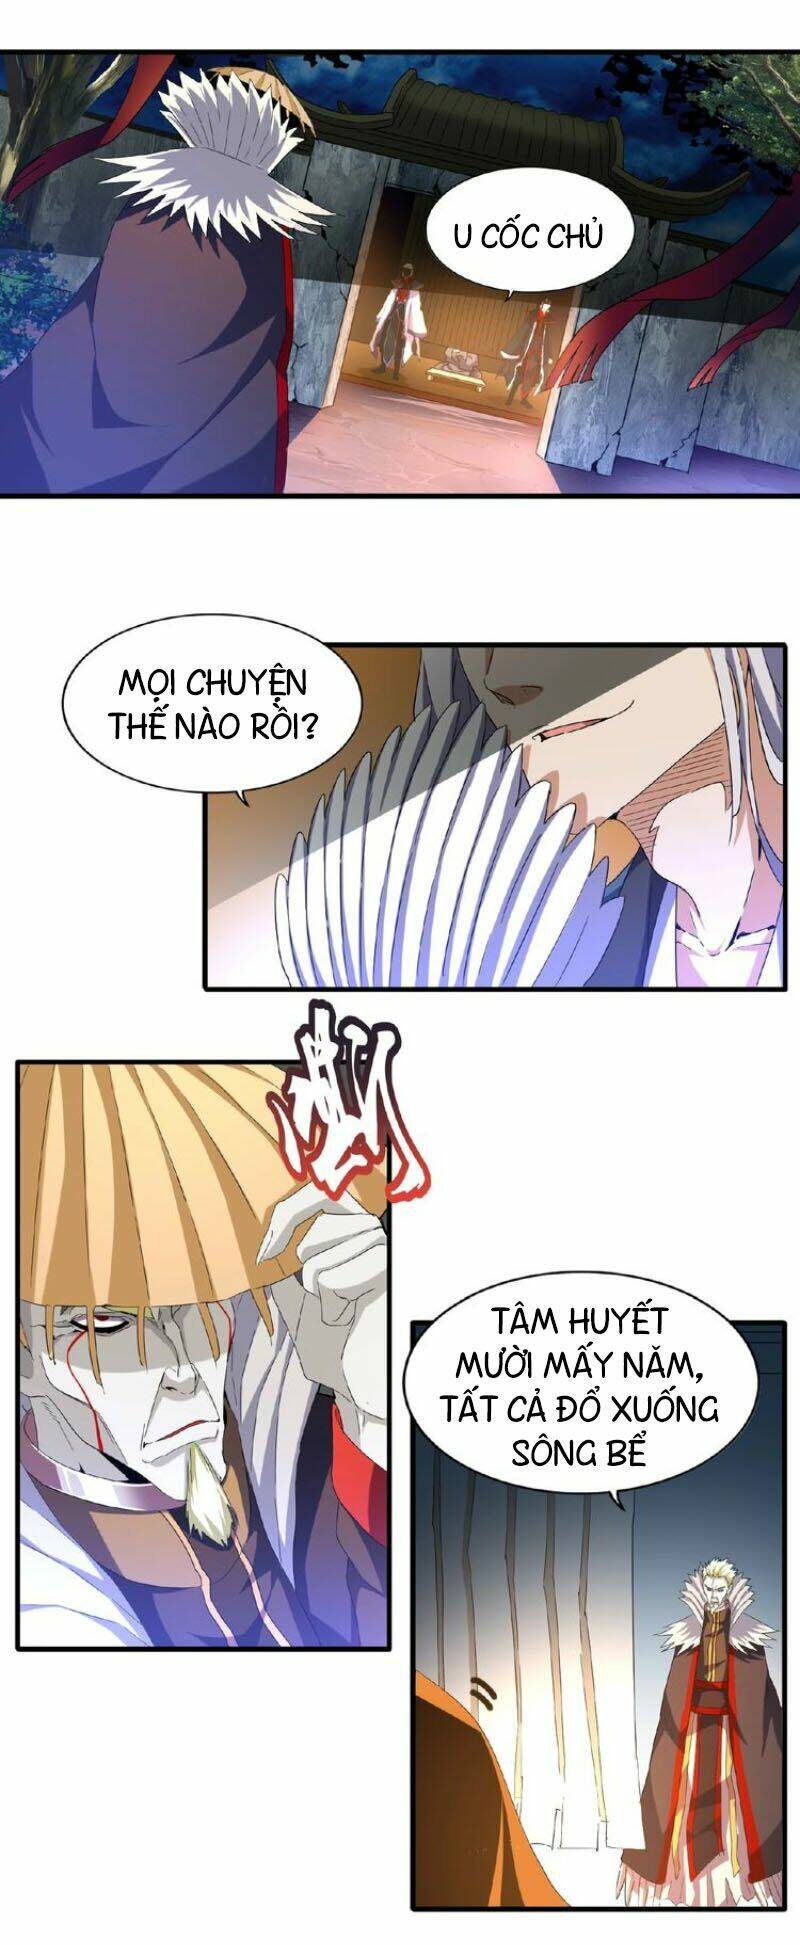 U CỐC CHỦ
MỌI CHUYỆN
THẾ NÀO RỒI?
TÂM HUYẾT
MƯỜI MẤY NĂM,
TẤT CẢ ĐỔ XUỐNG
SÔNG BỂ